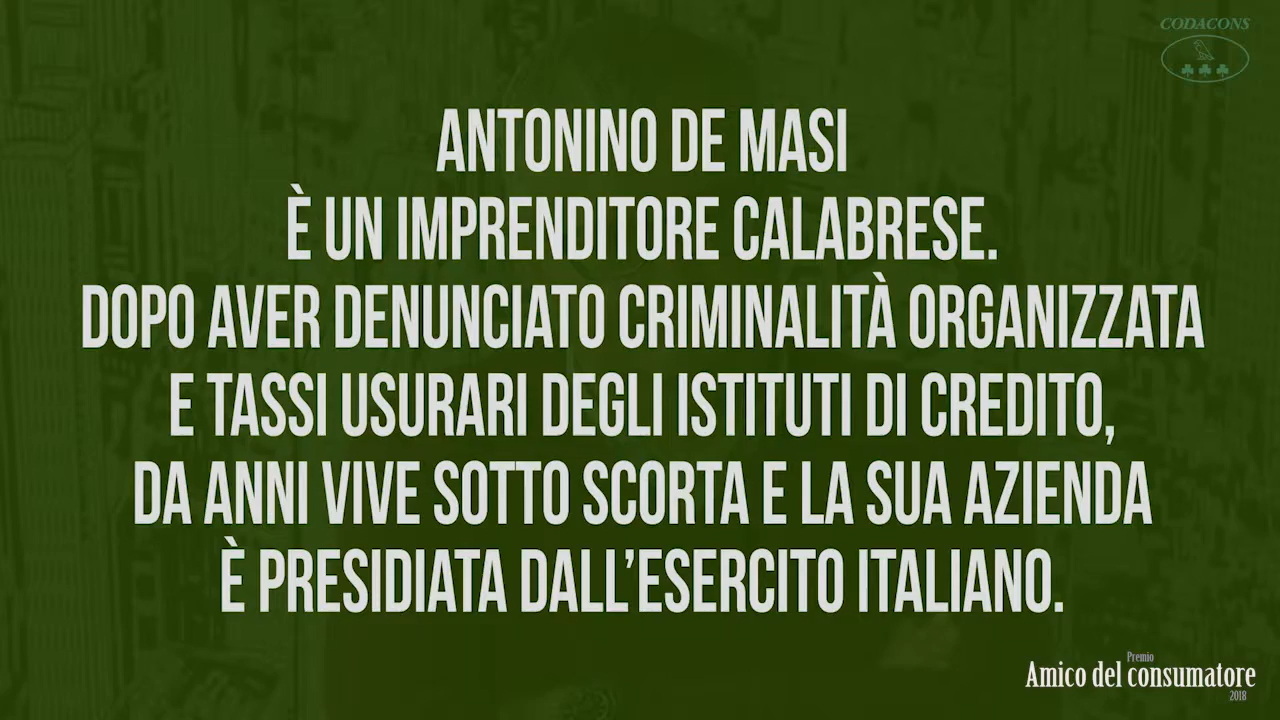 CODACONS
ANTONINO DE MASI
È UN IMPRENDITORE CALABRESE.
DOPO AVER DENUNCIATO CRIMINALITÀ ORGANIZZATA
E TASSI USURARI DEGLI ISTITUTI DI CREDITO,
DA ANNI VIVE SOTTO SCORTA E LA SUA AZIENDA
È PRESIDIATA DALL’ESERCITO ITALIANO.
Premio
Amico del consumatore
2018